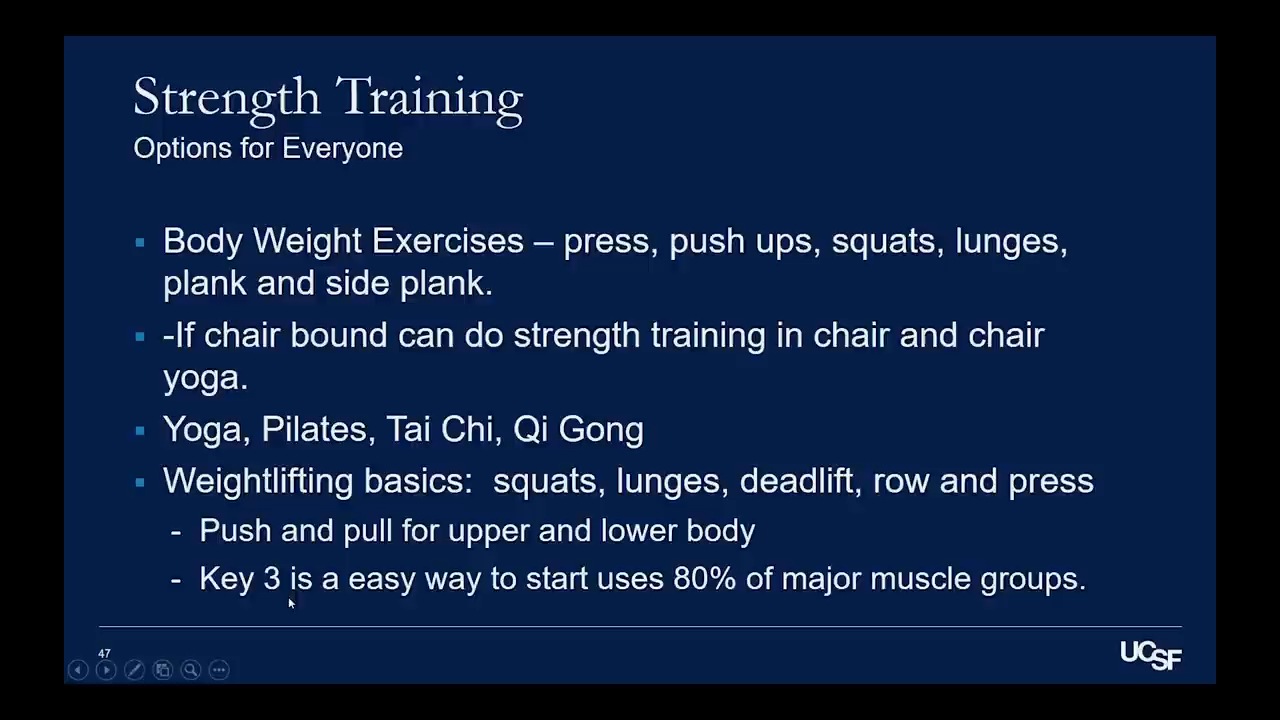 Strength Training
Options for Everyone
Body Weight Exercises – press, push ups, squats, lunges,
plank and side plank.
-If chair bound can do strength training in chair and chair
yoga.
Yoga, Pilates, Tai Chi, Qi Gong
Weightlifting basics:  squats, lunges, deadlift, row and press
- Push and pull for upper and lower body
- Key 3 is a easy way to start uses 80% of major muscle groups.
47
UCSF